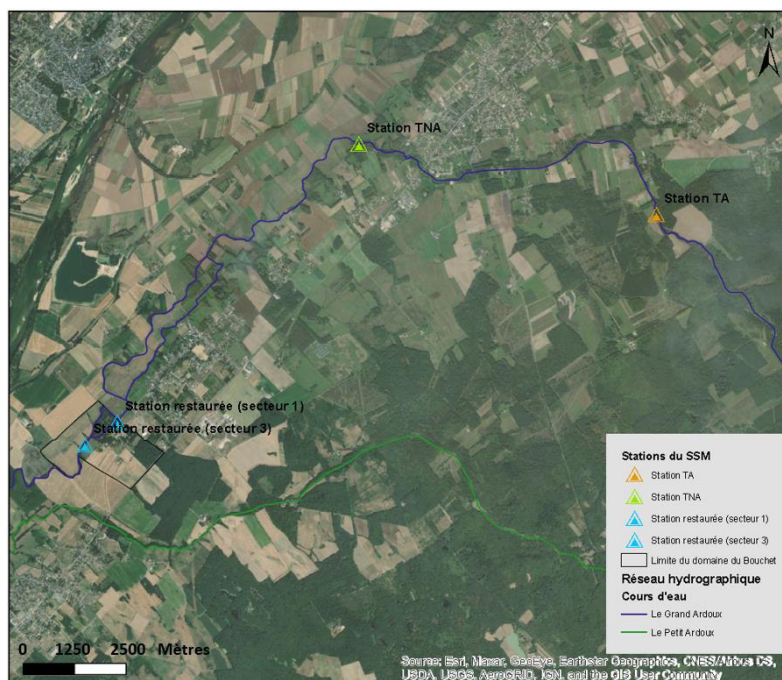 N
Station TNA
Station TA
Station restaurée (secteur 1)
Station restaurée (secteur 3)
Stations du SSM
Station TA
Station TNA
Station restaurée (secteur 1)
Station restaurée (secteur 3)
Limite du domaine du Bouchet
Réseau hydrographique
Cours d'eau
Le Grand Ardoux
Le Petit Ardoux
0 1250 2500 Mètres
Source: Esri, Maxar, GeoEye, Earthstar Geographics, CNES/Airbus DS,
USDA, USGS, AeroGRID, IGN, and the GIS User Community